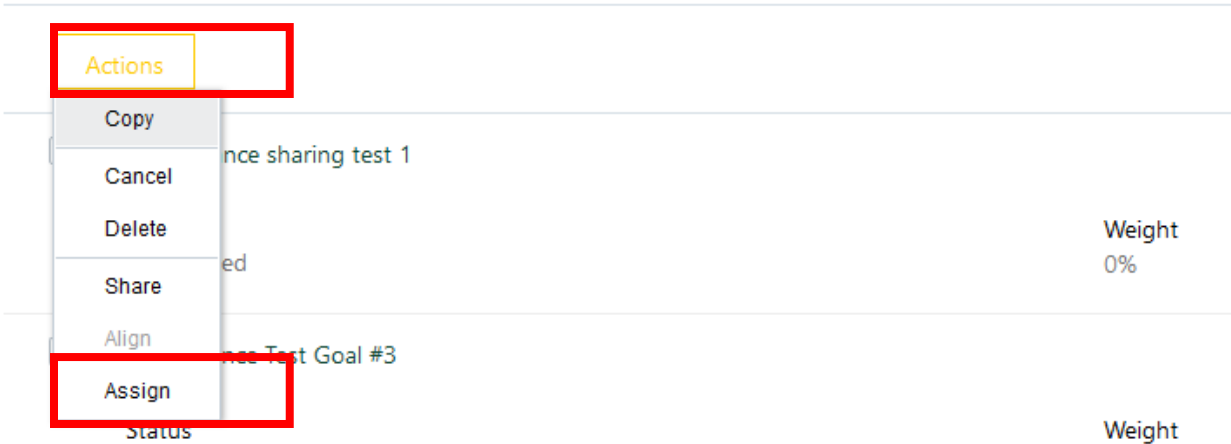 Actions
Copy
nce sharing test 1
Cancel
Delete
Weight
ed
0%
Share
Align
nce Test Goal #3
Assign
Status
Weight